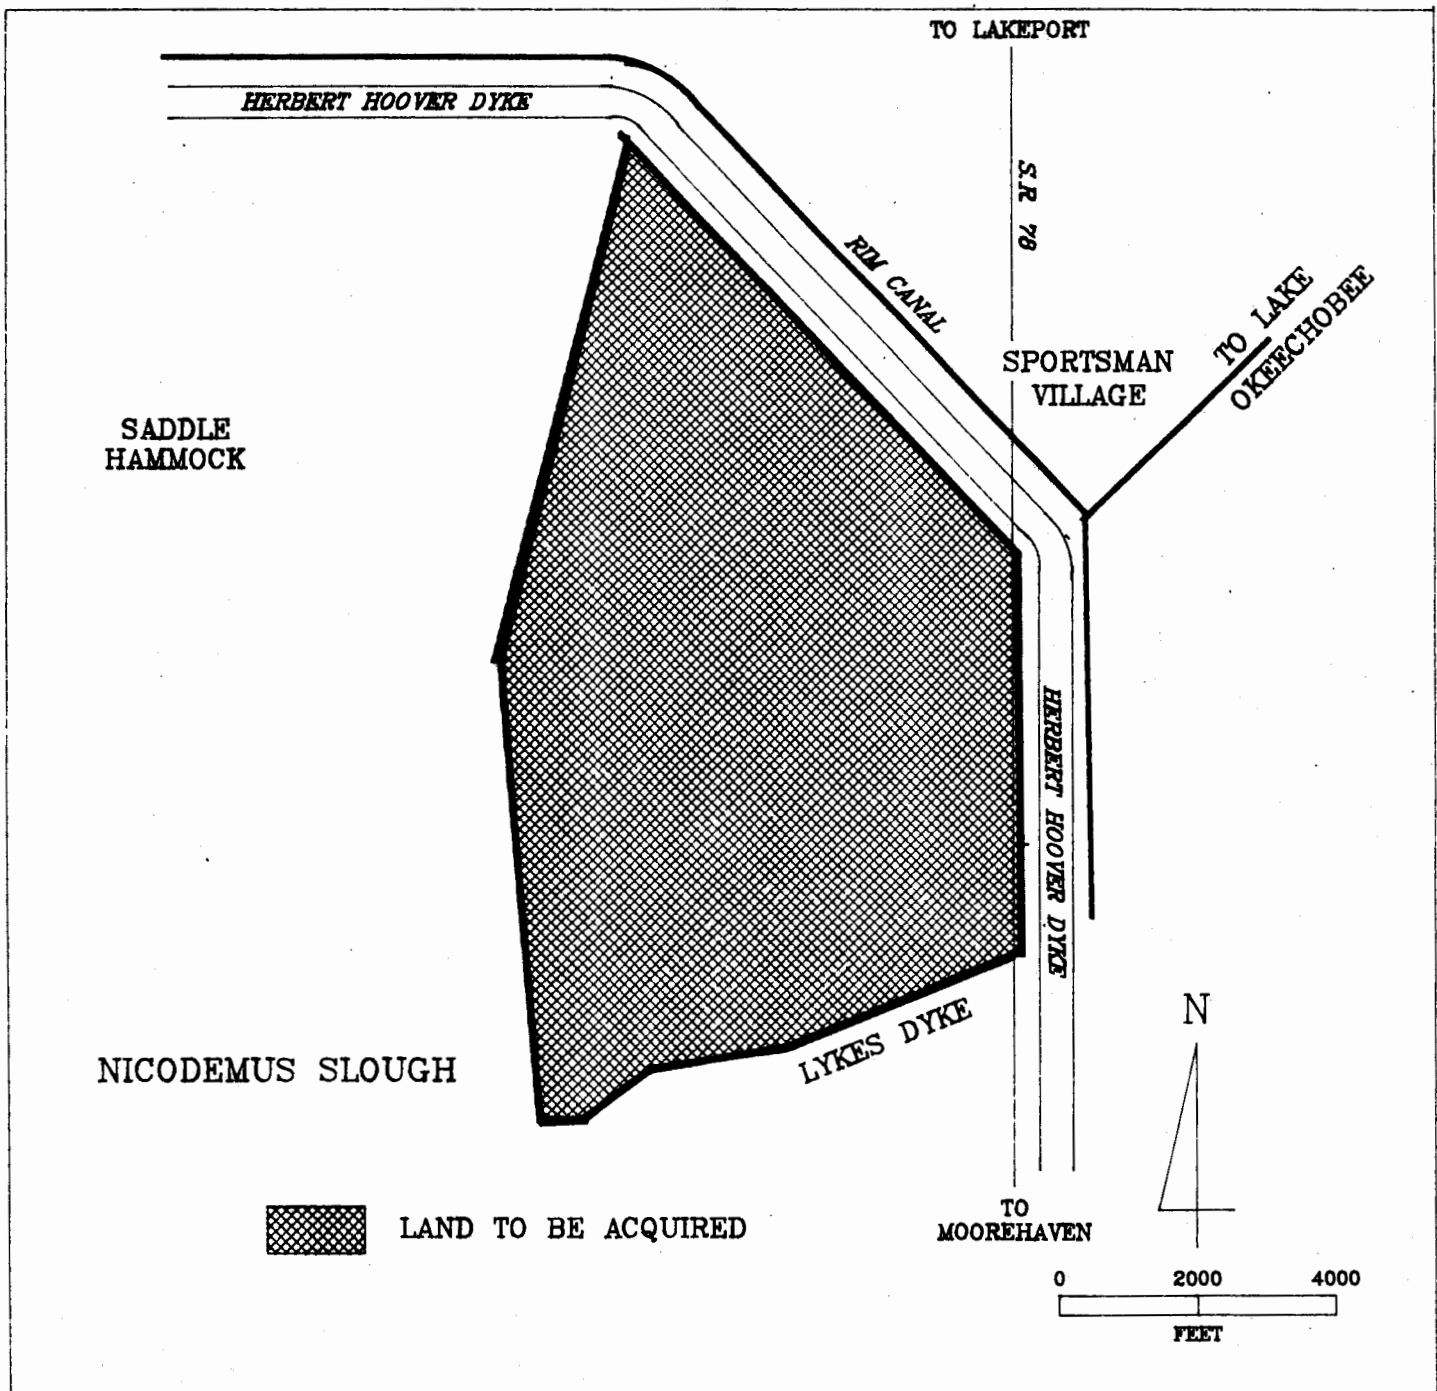 TO LAKEPORT
HERBERT HOOVER DYKE
S.R. 78
RIM CANAL
TO LAKE
OKEECHOBEE
SPORTSMAN
VILLAGE
SADDLE
HAMMOCK
HERBERT HOOVER DYKE
LYKES DYKE
N
NICODEMUS SLOUGH
LAND TO BE ACQUIRED
TO
MOOREHAVEN
0 2000 4000
FEET